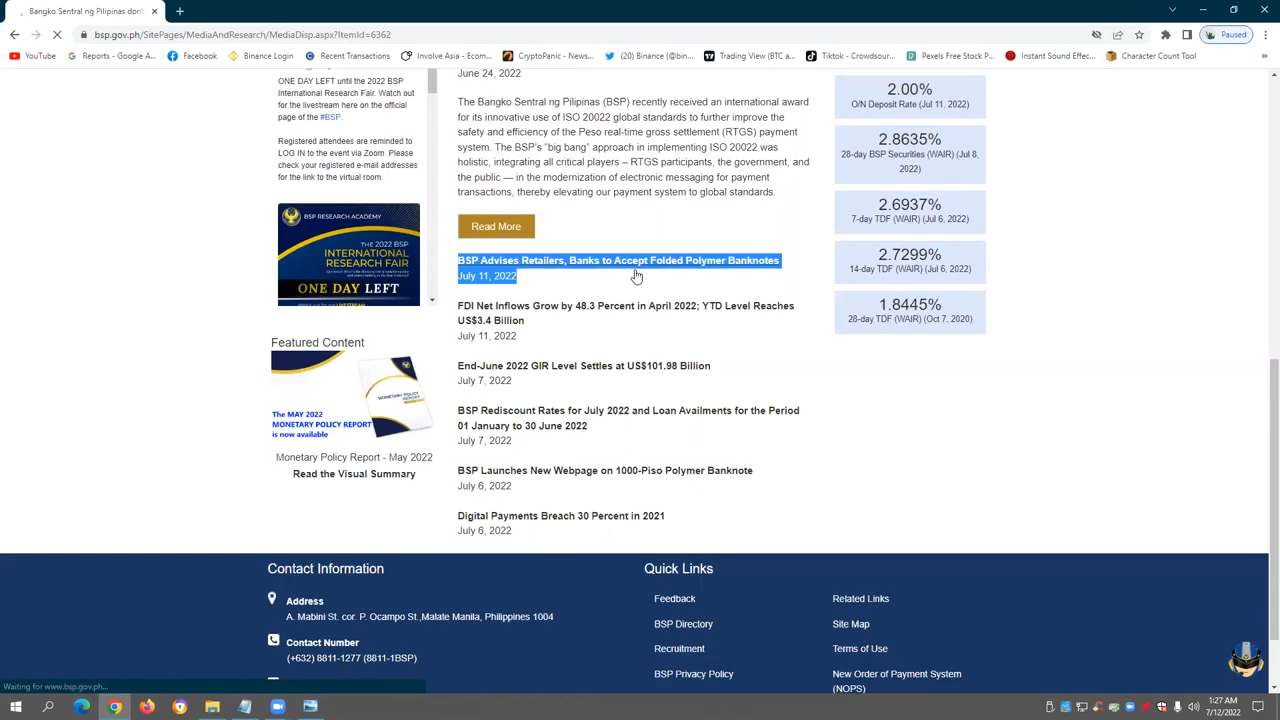 Bangko Sentral ng Pilipinas dont
bsp.gov.ph/SitePages/MediaAndResearch/MediaDisp.aspx?ItemId=6362
Paused
YouTube
Reports - Google A...
Facebook
Binance Login
Recent Transactions
Involve Asia - Ecom...
CryptoPanic - News...
(20) Binance (@bin...
Trading View (BTC a...
Tiktok - Crowdsour...
Pexels Free Stock P...
Instant Sound Effec...
Character Count Tool
ONE DAY LEFT until the 2022 BSP
International Research Fair. Watch out
for the livestream here on the official
page of the #BSP.
Registered attendees are reminded to
LOG IN to the event via Zoom. Please
check your registered e-mail addresses
for the link to the virtual room.
BSP RESEARCH ACADEMY
THE 2022 BSP
INTERNATIONAL
RESEARCH FAIR
ONE DAY LEFT
Featured Content
The MAY 2022
MONETARY POLICY REPORT
is now available
Monetary Policy Report - May 2022
Read the Visual Summary
June 24, 2022
The Bangko Sentral ng Pilipinas (BSP) recently received an international award
for its innovative use of ISO 20022 global standards to further improve the
safety and efficiency of the Peso real-time gross settlement (RTGS) payment
system. The BSP's "big bang" approach in implementing ISO 20022 was
holistic, integrating all critical players – RTGS participants, the government, and
the public — in the modernization of electronic messaging for payment
transactions, thereby elevating our payment system to global standards.
Read More
BSP Advises Retailers, Banks to Accept Folded Polymer Banknotes
July 11, 2022
FDI Net Inflows Grow by 48.3 Percent in April 2022; YTD Level Reaches
US$3.4 Billion
July 11, 2022
End-June 2022 GIR Level Settles at US$101.98 Billion
July 7, 2022
BSP Rediscount Rates for July 2022 and Loan Availments for the Period
01 January to 30 June 2022
July 7, 2022
BSP Launches New Webpage on 1000-Piso Polymer Banknote
July 6, 2022
Digital Payments Breach 30 Percent in 2021
July 6, 2022
2.00%
O/N Deposit Rate (Jul 11, 2022)
2.8635%
28-day BSP Securities (WAIR) (Jul 8,
2022)
2.6937%
7-day TDF (WAIR) (Jul 6, 2022)
2.7299%
14-day TDF (WAIR) (Jul 6, 2022)
1.8445%
28-day TDF (WAIR) (Oct 7, 2020)
Contact Information
Address
A. Mabini St. cor. P. Ocampo St.,Malate Manila, Philippines 1004
Contact Number
(+632) 8811-1277 (8811-1BSP)
Quick Links
Feedback
Related Links
BSP Directory
Site Map
Recruitment
Terms of Use
BSP Privacy Policy
New Order of Payment System
(NOPS)
Waiting for www.bsp.gov.ph...
1:27 AM
7/12/2022